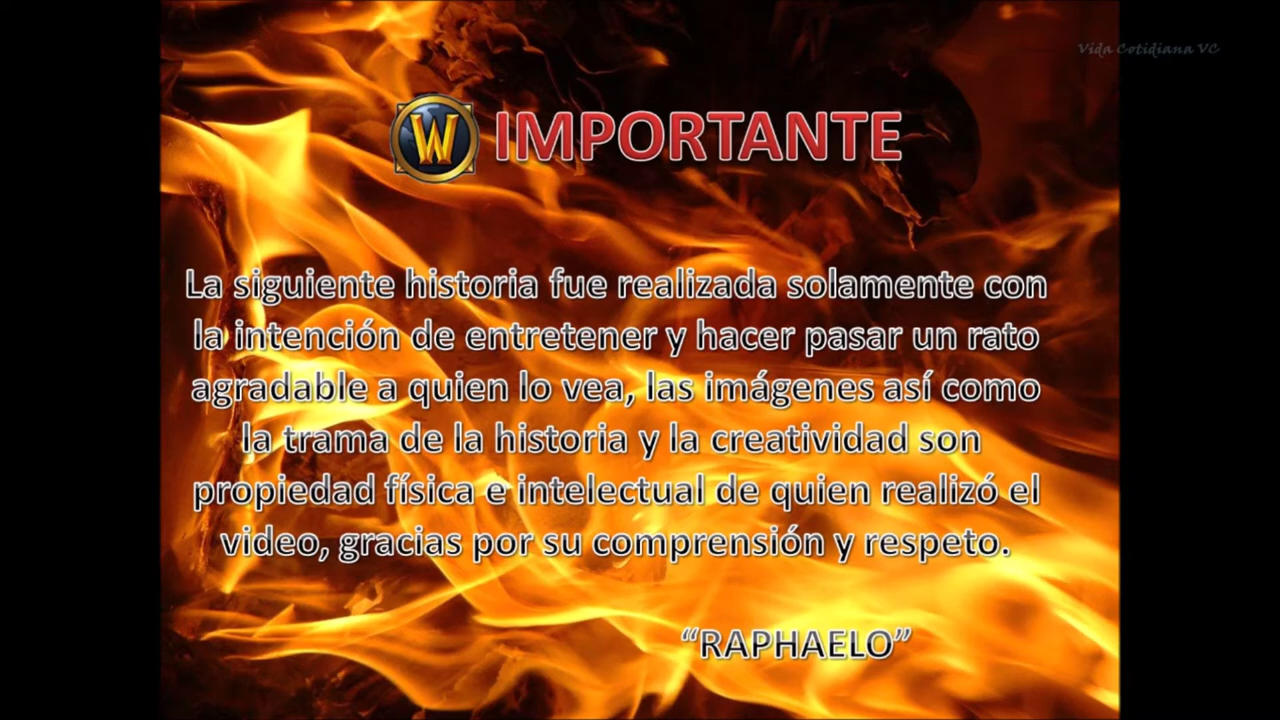 Vida Cotidiana VC
W IMPORTANTE
La siguiente historia fue realizada solamente con
la intención de entretener y hacer pasar un rato
agradable a quien lo vea, las imágenes así como
la trama de la historia y la creatividad son
propiedad física e intelectual de quien realizó el
video, gracias por su comprensión y respeto.
“RAPHAELO”